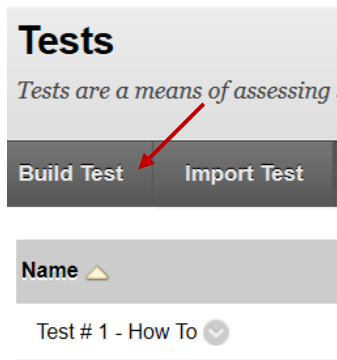 Tests
Tests are a means of assessing
Build Test Import Test
Name
Test # 1 - How To